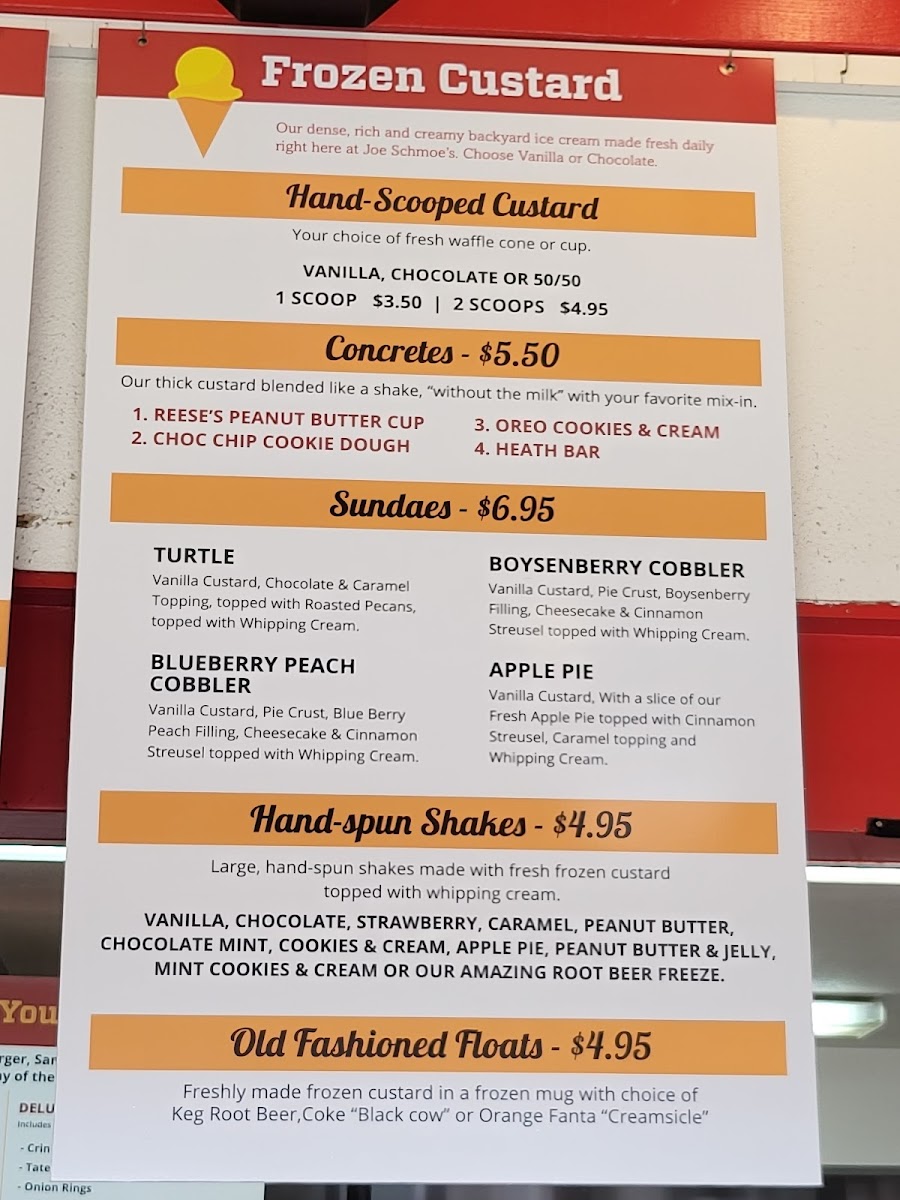 Frozen Custard
Our dense, rich and creamy backyard ice cream made fresh daily
right here at Joe Schmoe's. Choose Vanilla or Chocolate.
Hand-Scooped Custard
Your choice of fresh waffle cone or cup.
VANILLA, CHOCOLATE OR 50/50
1 SCOOP $3.50 | 2 SCOOPS $4.95
Concretes - $5.50
Our thick custard blended like a shake, “without the milk” with your favorite mix-in.
1. REESE'S PEANUT BUTTER CUP
2. CHOC CHIP COOKIE DOUGH
3. OREO COOKIES & CREAM
4. HEATH BAR
Sundaes - $6.95
TURTLE
Vanilla Custard, Chocolate & Caramel
Topping, topped with Roasted Pecans,
topped with Whipping Cream.
BLUEBERRY PEACH
COBBLER
Vanilla Custard, Pie Crust, Blue Berry
Peach Filling, Cheesecake & Cinnamon
Streusel topped with Whipping Cream.
BOYSENBERRY COBBLER
Vanilla Custard, Pie Crust, Boysenberry
Filling, Cheesecake & Cinnamon
Streusel topped with Whipping Cream.
APPLE PIE
Vanilla Custard, With a slice of our
Fresh Apple Pie topped with Cinnamon
Streusel, Caramel topping and
Whipping Cream.
Hand-spun Shakes - $4.95
Large, hand-spun shakes made with fresh frozen custard
topped with whipping cream.
VANILLA, CHOCOLATE, STRAWBERRY, CARAMEL, PEANUT BUTTER,
CHOCOLATE MINT, COOKIES & CREAM, APPLE PIE, PEANUT BUTTER & JELLY,
MINT COOKIES & CREAM OR OUR AMAZING ROOT BEER FREEZE.
Old Fashioned Floats - $4.95
Freshly made frozen custard in a frozen mug with choice of
Keg Root Beer,Coke “Black cow” or Orange Fanta “Creamsicle”
You
of the
Includes
- Onion Rings